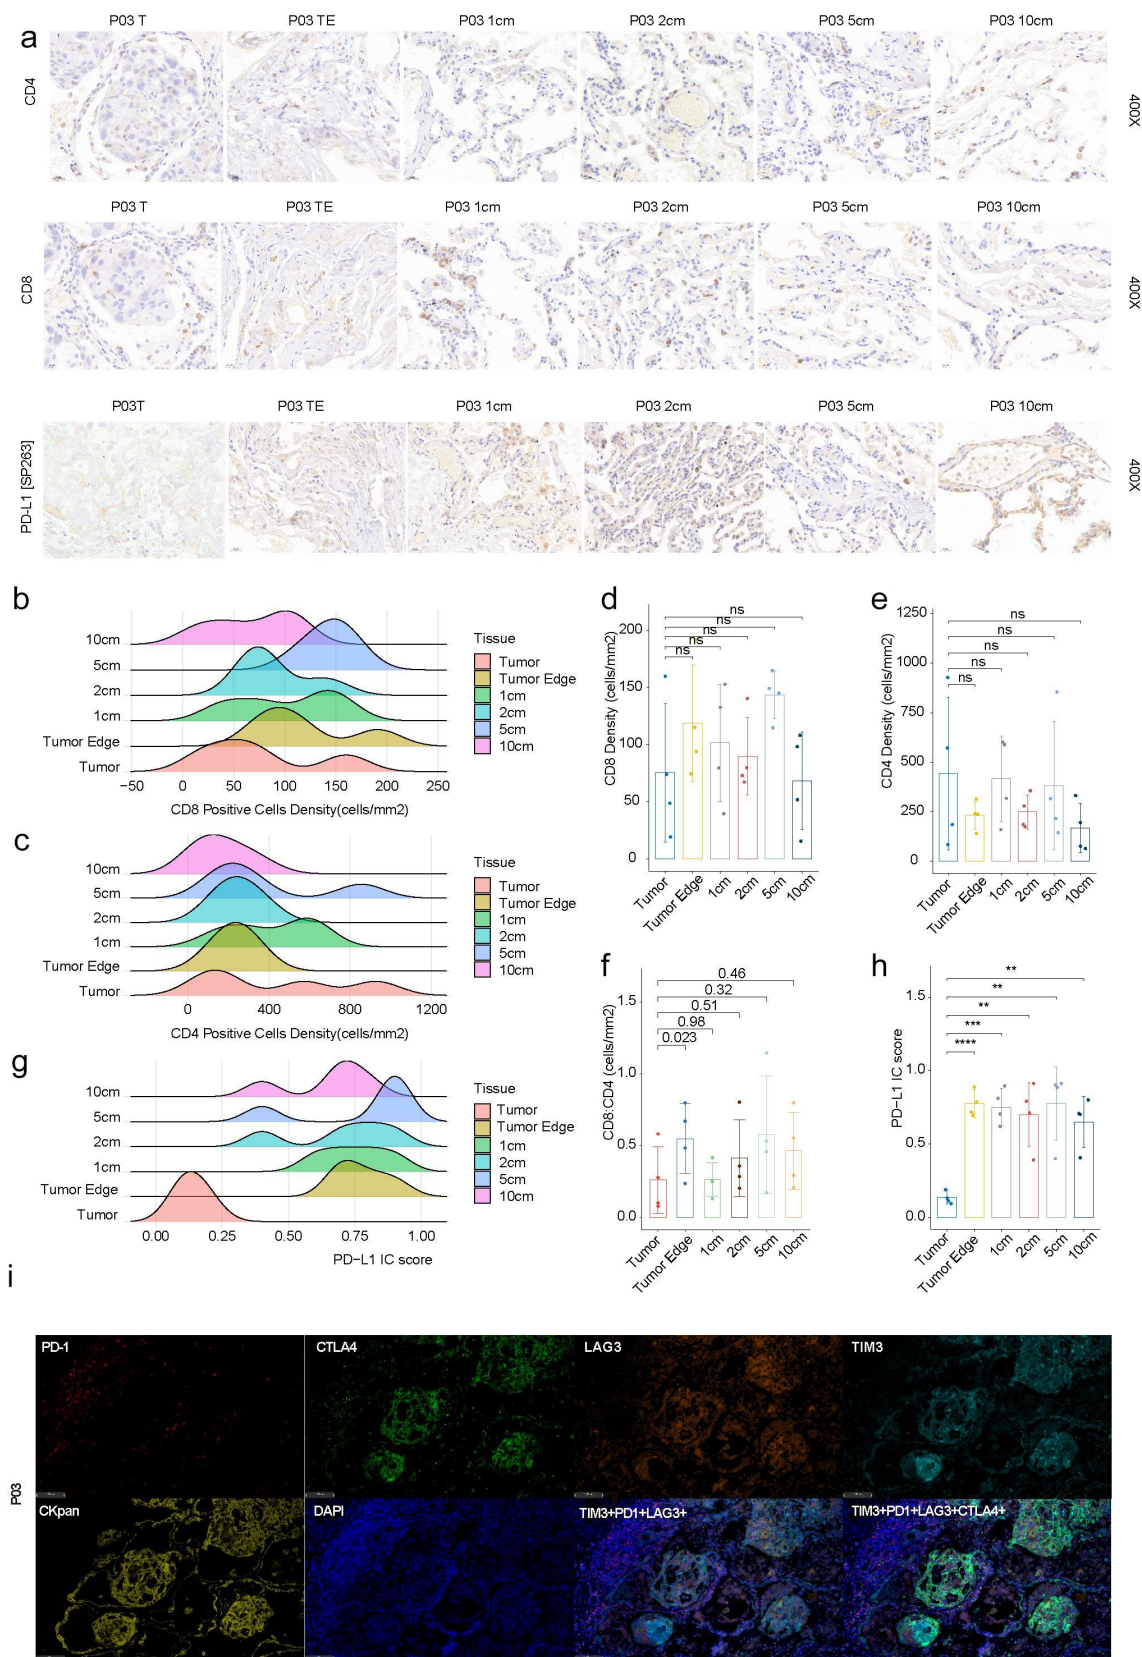 a
P03 T P03 TE P03 1cm P03 2cm P03 5cm P03 10cm
CD4
400X
P03 T P03 TE P03 1cm P03 2cm P03 5cm P03 10cm
CD8
400X
P03T P03 TE P03 1cm P03 2cm P03 5cm P03 10cm
PD-L1 [SP263]
400X
b
10cm
5cm
2cm
1cm
Tumor Edge
Tumor
−50 0 50 100 150 200 250
CD8 Positive Cells Density(cells/mm2)
Tissue
Tumor
Tumor Edge
1cm
2cm
5cm
10cm
c
10cm
5cm
2cm
1cm
Tumor Edge
Tumor
0 400 800 1200
CD4 Positive Cells Density(cells/mm2)
Tissue
Tumor
Tumor Edge
1cm
2cm
5cm
10cm
g
10cm
5cm
2cm
1cm
Tumor Edge
Tumor
0.00 0.25 0.50 0.75 1.00
PD−L1 IC score
Tissue
Tumor
Tumor Edge
1cm
2cm
5cm
10cm
d
CD8 Density (cells/mm2)
200
150
100
50
0
ns
ns
ns
ns
ns
Tumor
Tumor Edge
1cm
2cm
5cm
10cm
e
CD4 Density (cells/mm2)
1250
1000
750
500
250
0
ns
ns
ns
ns
ns
Tumor
Tumor Edge
1cm
2cm
5cm
10cm
f
CD8:CD4 (cells/mm2)
1.5
1.0
0.5
0.0
0.46
0.32
0.51
0.98
0.023
Tumor
Tumor Edge
1cm
2cm
5cm
10cm
h
PD−L1 IC score
1.5
1.0
0.5
0.0
**
**
**
***
****
Tumor
Tumor Edge
1cm
2cm
5cm
10cm
i
P03
PD-1 CTLA4 LAG3 TIM3
CKpan DAPI TIM3+PD1+LAG3+ TIM3+PD1+LAG3+CTLA4+